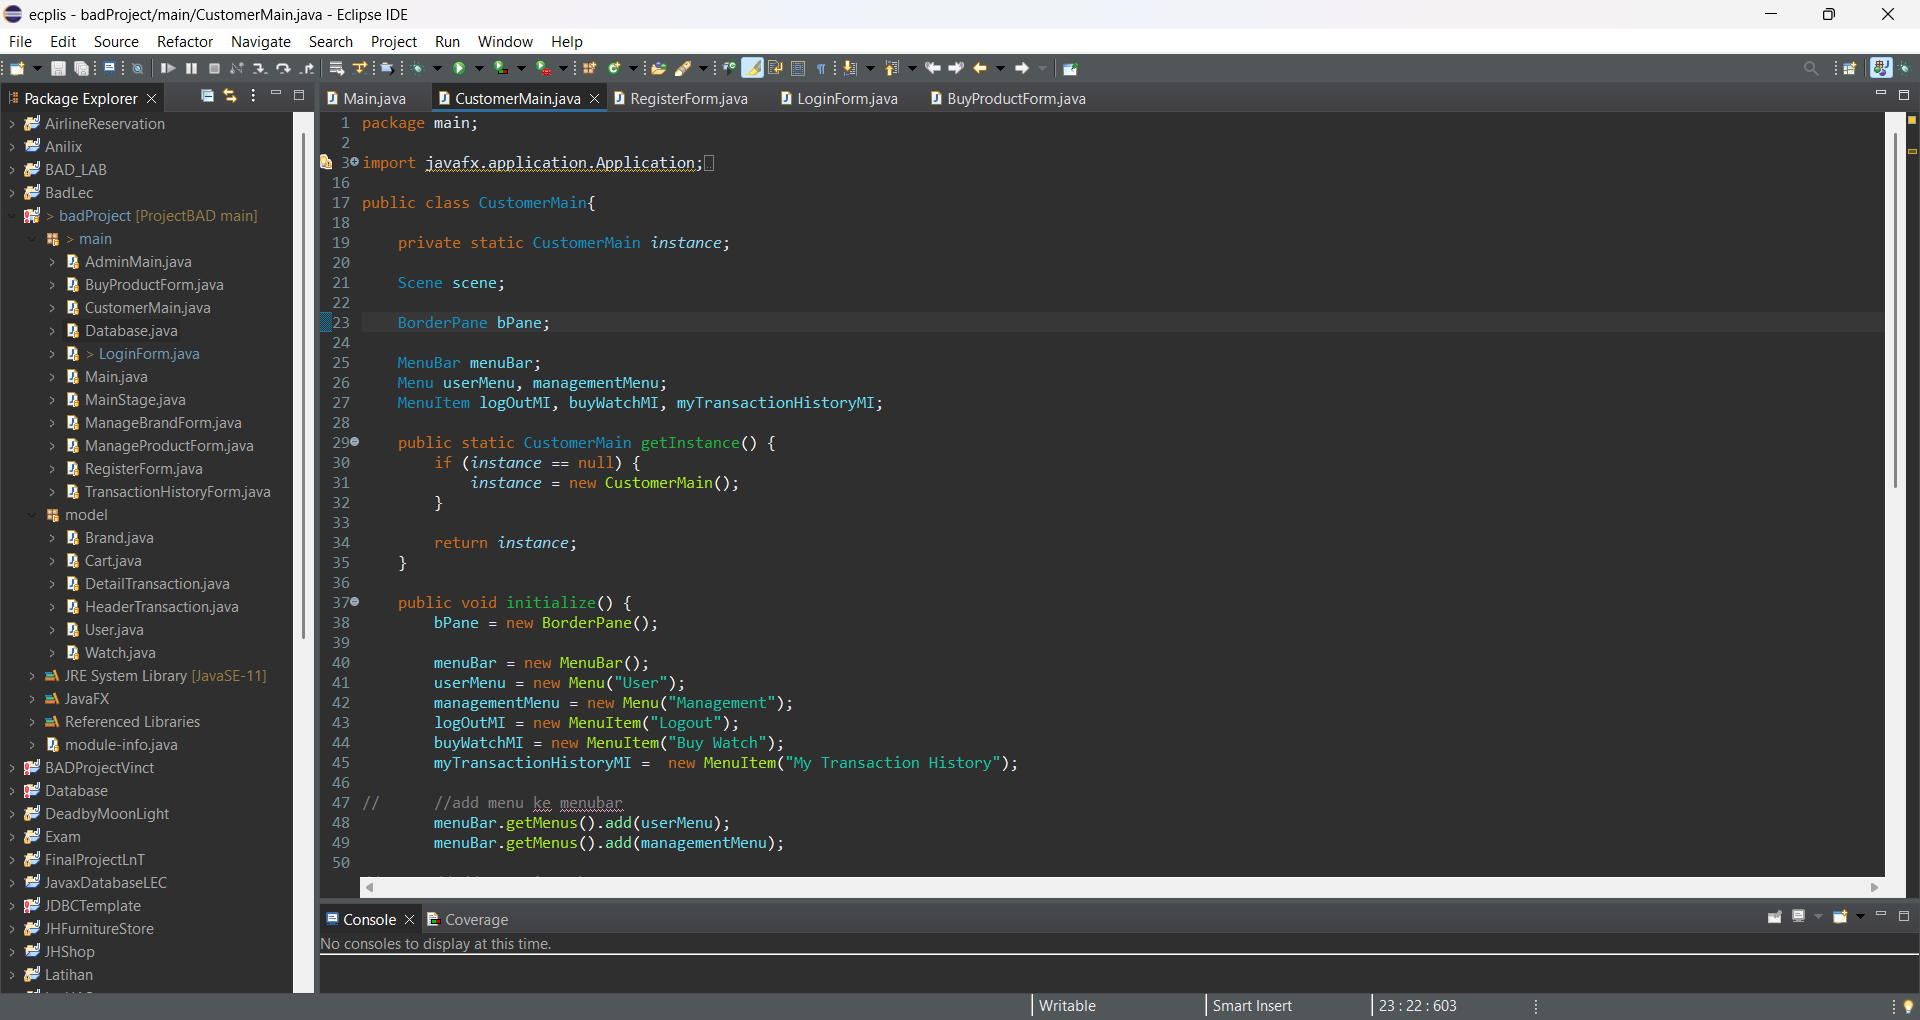 ecplis - badProject/main/CustomerMain.java - Eclipse IDE
File Edit Source Refactor Navigate Search Project Run Window Help
Package Explorer
Main.java CustomerMain.java RegisterForm.java LoginForm.java BuyProductForm.java
AirlineReservation
Anilix
BAD_LAB
BadLec
> badProject [ProjectBAD main]
> main
AdminMain.java
BuyProductForm.java
CustomerMain.java
Database.java
> LoginForm.java
Main.java
MainStage.java
ManageBrandForm.java
ManageProductForm.java
RegisterForm.java
TransactionHistoryForm.java
model
Brand.java
Cart.java
DetailTransaction.java
HeaderTransaction.java
User.java
Watch.java
JRE System Library [JavaSE-11]
JavaFX
Referenced Libraries
module-info.java
BADProjectVinct
Database
DeadbyMoonLight
Exam
FinalProjectLnT
JavaxDatabaseLEC
JDBCTemplate
JHFurnitureStore
JHShop
Latihan
1 package main;
2
3 import javafx.application.Application;
16
17 public class CustomerMain{
18
19 private static CustomerMain instance;
20
21 Scene scene;
22
23 BorderPane bPane;
24
25 MenuBar menuBar;
26 Menu userMenu, managementMenu;
27 MenuItem logOutMI, buyWatchMI, myTransactionHistoryMI;
28
29 public static CustomerMain getInstance() {
30 if (instance == null) {
31 instance = new CustomerMain();
32 }
33
34 return instance;
35 }
36
37 public void initialize() {
38 bPane = new BorderPane();
39
40 menuBar = new MenuBar();
41 userMenu = new Menu("User");
42 managementMenu = new Menu("Management");
43 logOutMI = new MenuItem("Logout");
44 buyWatchMI = new MenuItem("Buy Watch");
45 myTransactionHistoryMI =  new MenuItem("My Transaction History");
46
47 // //add menu ke menubar
48 menuBar.getMenus().add(userMenu);
49 menuBar.getMenus().add(managementMenu);
50
Console Coverage
No consoles to display at this time.
Writable Smart Insert 23 : 22 : 603